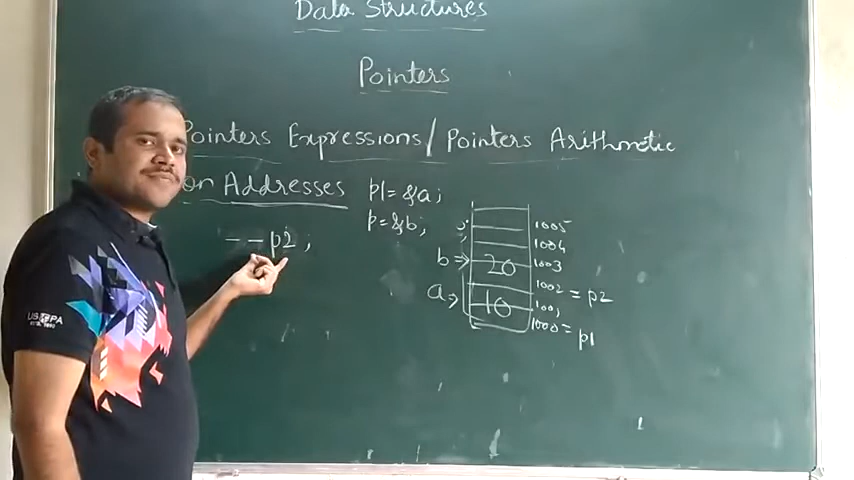 Data Structures
Pointers
Pointers Expressions/Pointers Arithmetic
on Addresses
p1=&a;
p=&b;
--p2;
1005
1004
b⇒ 20 1003
1002 = p2
a⇒ 10 1001
1000= p1